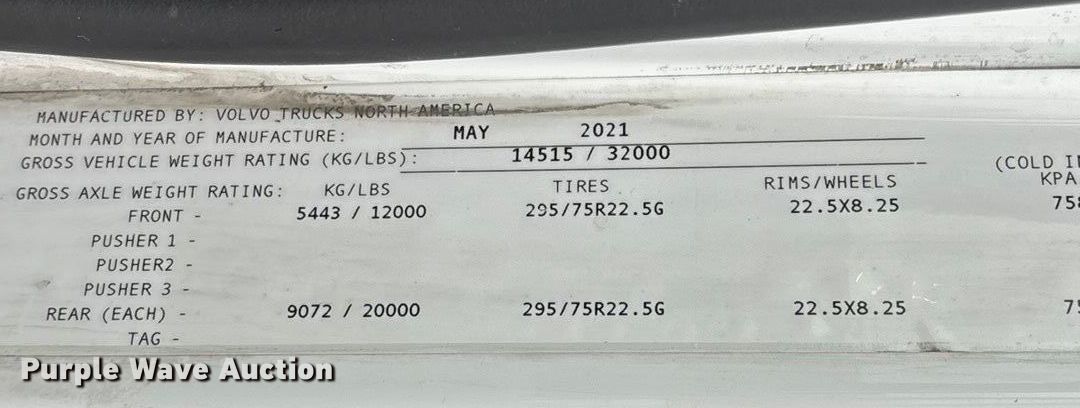 MANUFACTURED BY: VOLVO TRUCKS NORTH AMERICA
MONTH AND YEAR OF MANUFACTURE: MAY 2021
GROSS VEHICLE WEIGHT RATING (KG/LBS): 14515 / 32000
GROSS AXLE WEIGHT RATING: KG/LBS TIRES RIMS/WHEELS (COLD
KPA
FRONT - 5443 / 12000 295/75R22.5G 22.5X8.25
PUSHER 1 -
PUSHER2 -
PUSHER 3 -
REAR (EACH) - 9072 / 20000 295/75R22.5G 22.5X8.25
TAG -
Purple Wave Auction